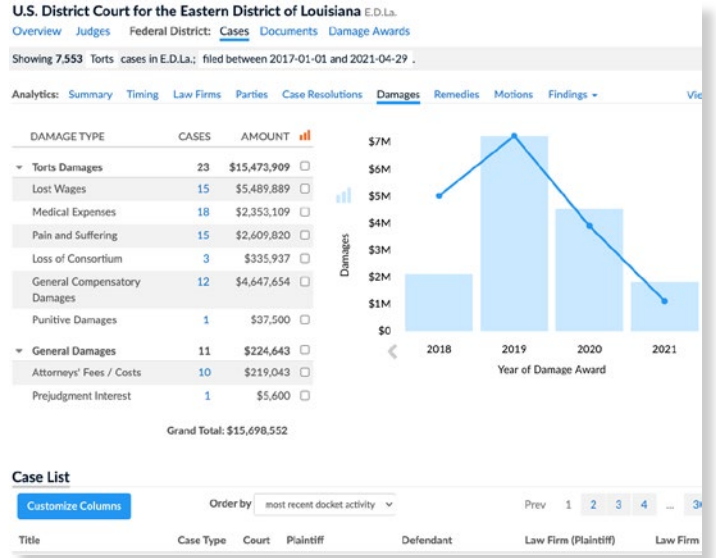 U.S. District Court for the Eastern District of Louisiana E.D.La.
Overview Judges Federal District: Cases Documents Damage Awards
Showing 7,553 Torts cases in E.D.La.; filed between 2017-01-01 and 2021-04-29 .
Analytics: Summary Timing Law Firms Parties Case Resolutions Damages Remedies Motions Findings
DAMAGE TYPE CASES AMOUNT
Torts Damages 23 $15,473,909
Lost Wages 15 $5,489,889
Medical Expenses 18 $2,353,109
Pain and Suffering 15 $2,609,820
Loss of Consortium 3 $335,937
General Compensatory
Damages 12 $4,647,654
Punitive Damages 1 $37,500
General Damages 11 $224,643
Attorneys' Fees / Costs 10 $219,043
Prejudgment Interest 1 $5,600
Grand Total: $15,698,552
$7M
$6M
$5M
$4M
$3M
$2M
$1M
$0
Damages
2018 2019 2020 2021
Year of Damage Award
Case List
Customize Columns Order by most recent docket activity Prev 1 2 3 4 ...
Title Case Type Court Plaintiff Defendant Law Firm (Plaintiff) Law Firm